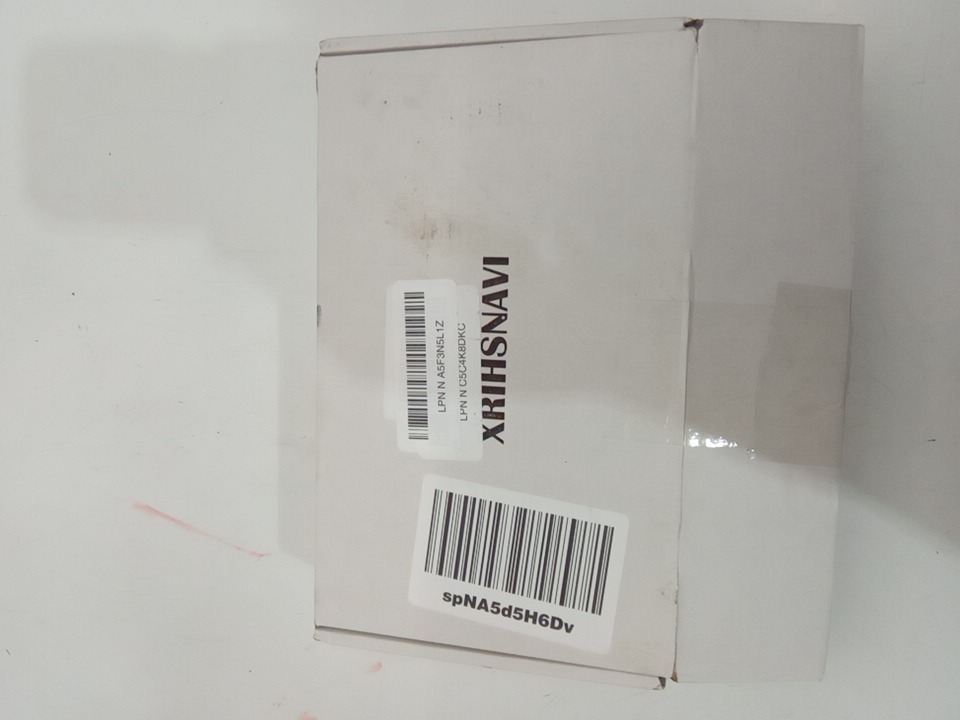 LPN N A5F3N5L1Z
LPN N C5C4K8DKC
XRIHSNAVI
spNA5d5H6Dv